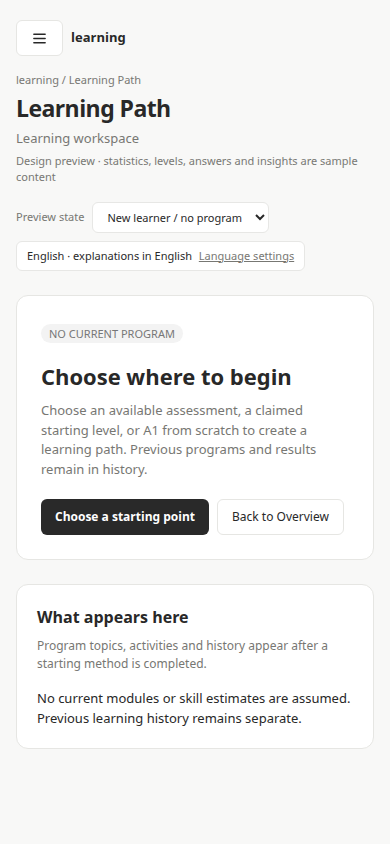 learning
learning / Learning Path
Learning Path
Learning workspace
Design preview · statistics, levels, answers and insights are sample
content
Preview state New learner / no program
English · explanations in English Language settings
NO CURRENT PROGRAM
Choose where to begin
Choose an available assessment, a claimed
starting level, or A1 from scratch to create a
learning path. Previous programs and results
remain in history.
Choose a starting point Back to Overview
What appears here
Program topics, activities and history appear after a
starting method is completed.
No current modules or skill estimates are assumed.
Previous learning history remains separate.